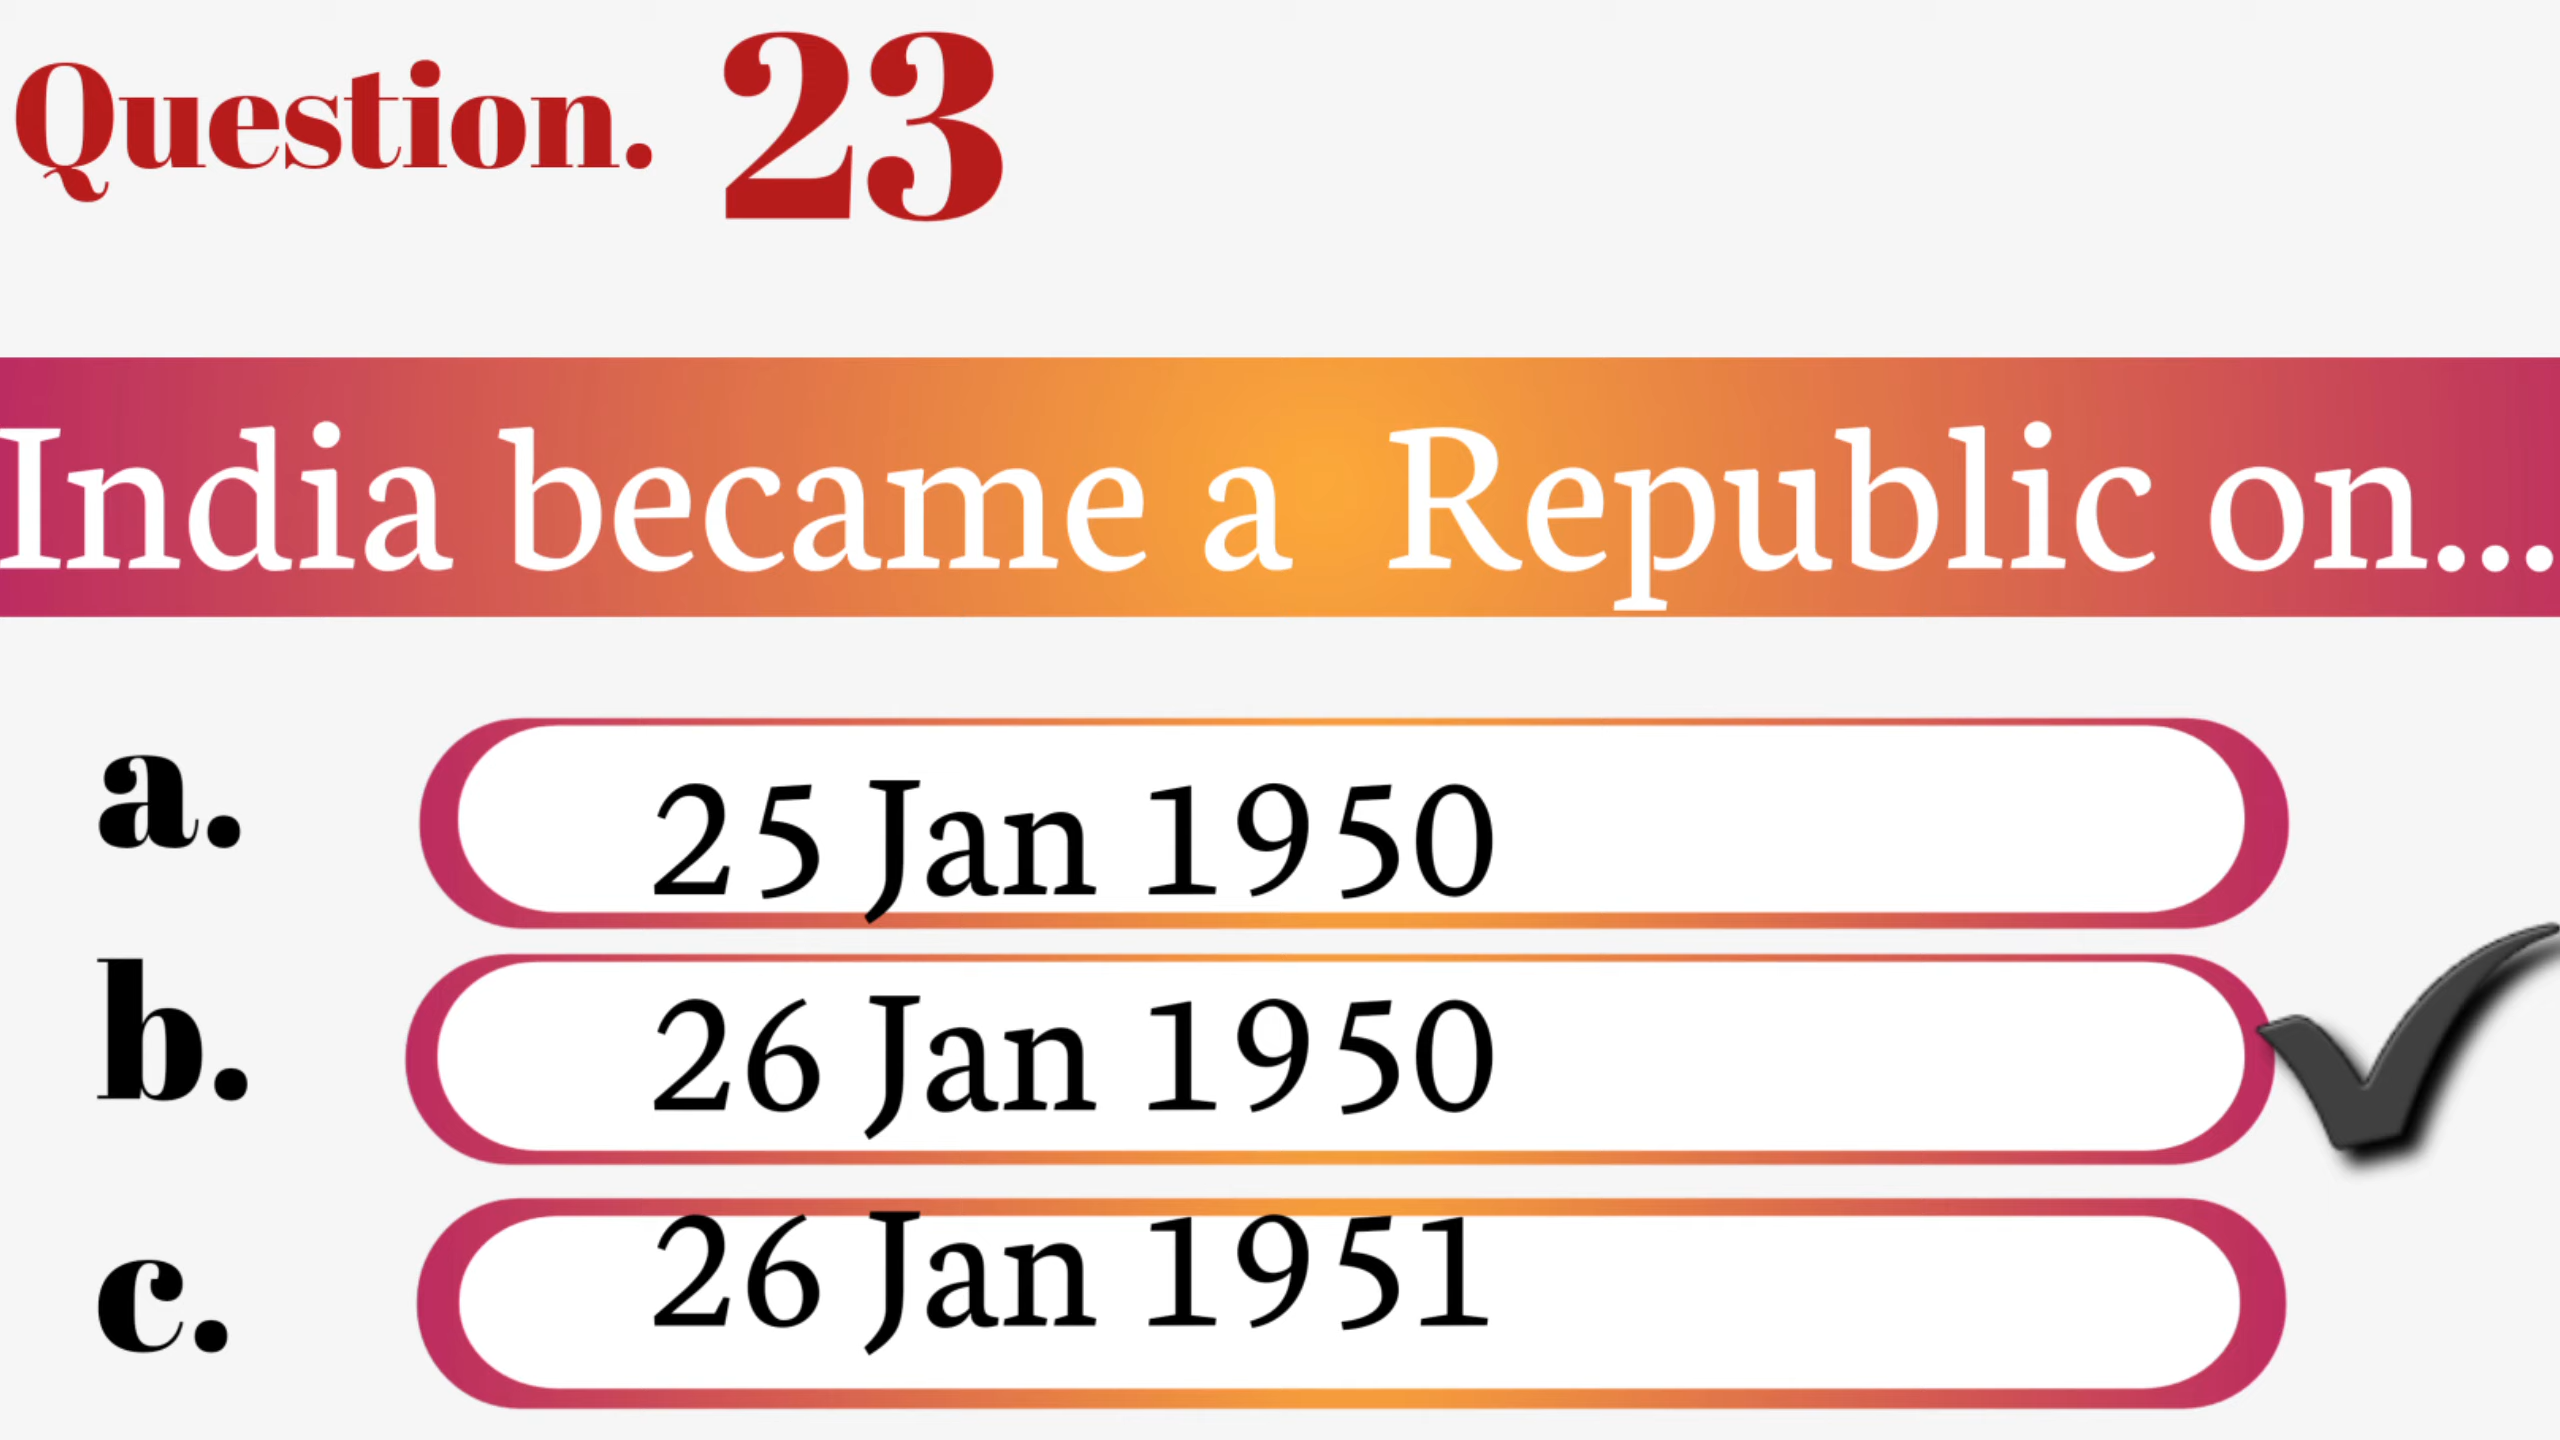 Question. 23
India became a Republic on...
a. 25 Jan 1950
b. 26 Jan 1950
c. 26 Jan 1951